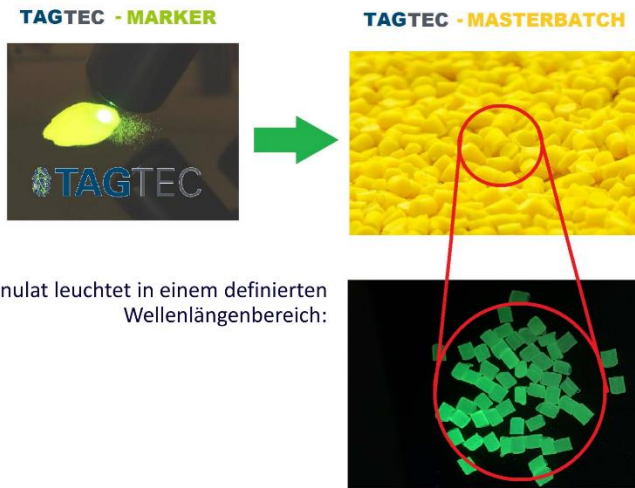 TAGTEC - MARKER
TAGTEC - MASTERBATCH
TAGTEC
nulat leuchtet in einem definierten
Wellenlängenbereich: